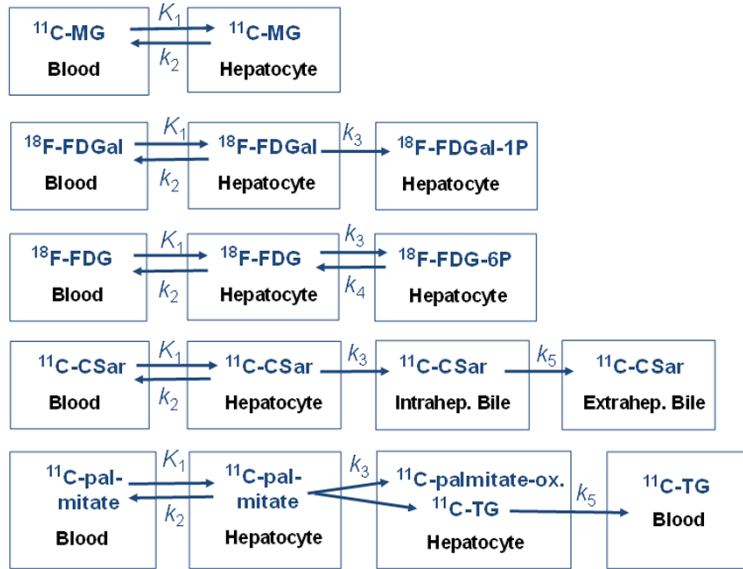 K₁
¹¹C-MG ¹¹C-MG
k₂
Blood Hepatocyte
K₁ k₃
¹⁸F-FDGal ¹⁸F-FDGal ¹⁸F-FDGal-1P
k₂
Blood Hepatocyte Hepatocyte
K₁ k₃
¹⁸F-FDG ¹⁸F-FDG ¹⁸F-FDG-6P
k₂ k₄
Blood Hepatocyte Hepatocyte
K₁ k₃ k₅
¹¹C-CSar ¹¹C-CSar ¹¹C-CSar ¹¹C-CSar
k₂
Blood Hepatocyte Intrahep. Bile Extrahep. Bile
K₁ k₃
¹¹C-pal-
mitate
¹¹C-pal-
mitate
¹¹C-palmitate-ox.
¹¹C-TG
k₅
¹¹C-TG
k₂
Blood Hepatocyte Hepatocyte Blood